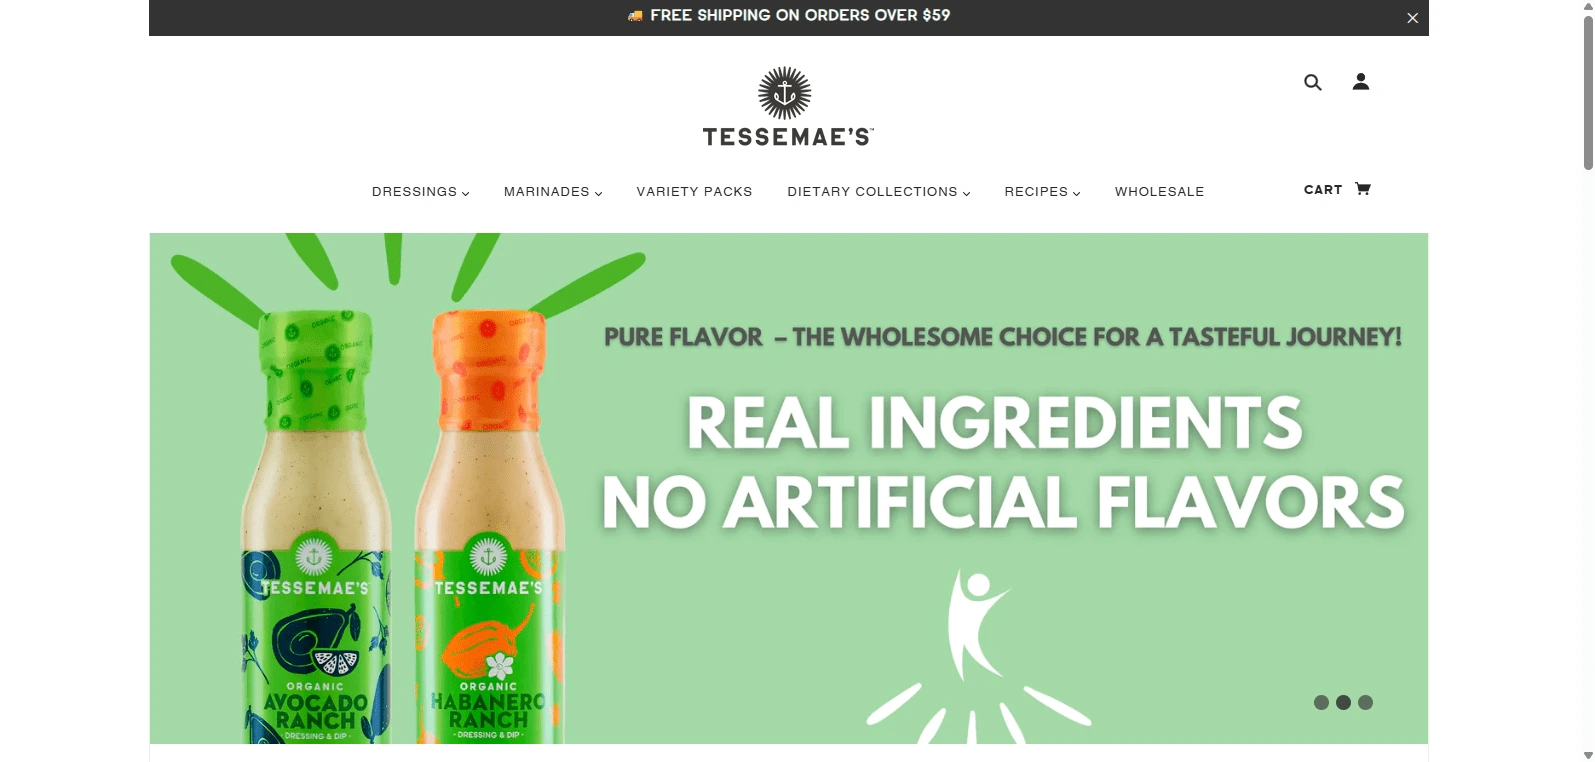 🚚 FREE SHIPPING ON ORDERS OVER $59
TESSEMAE'S™
DRESSINGS
MARINADES
VARIETY PACKS
DIETARY COLLECTIONS
RECIPES
WHOLESALE
CART
PURE FLAVOR – THE WHOLESOME CHOICE FOR A TASTEFUL JOURNEY!
REAL INGREDIENTS
NO ARTIFICIAL FLAVORS
TESSEMAE'S
ORGANIC
AVOCADO
RANCH
- DRESSING & DIP -
TESSEMAE'S
ORGANIC
HABANERO
RANCH
- DRESSING & DIP -